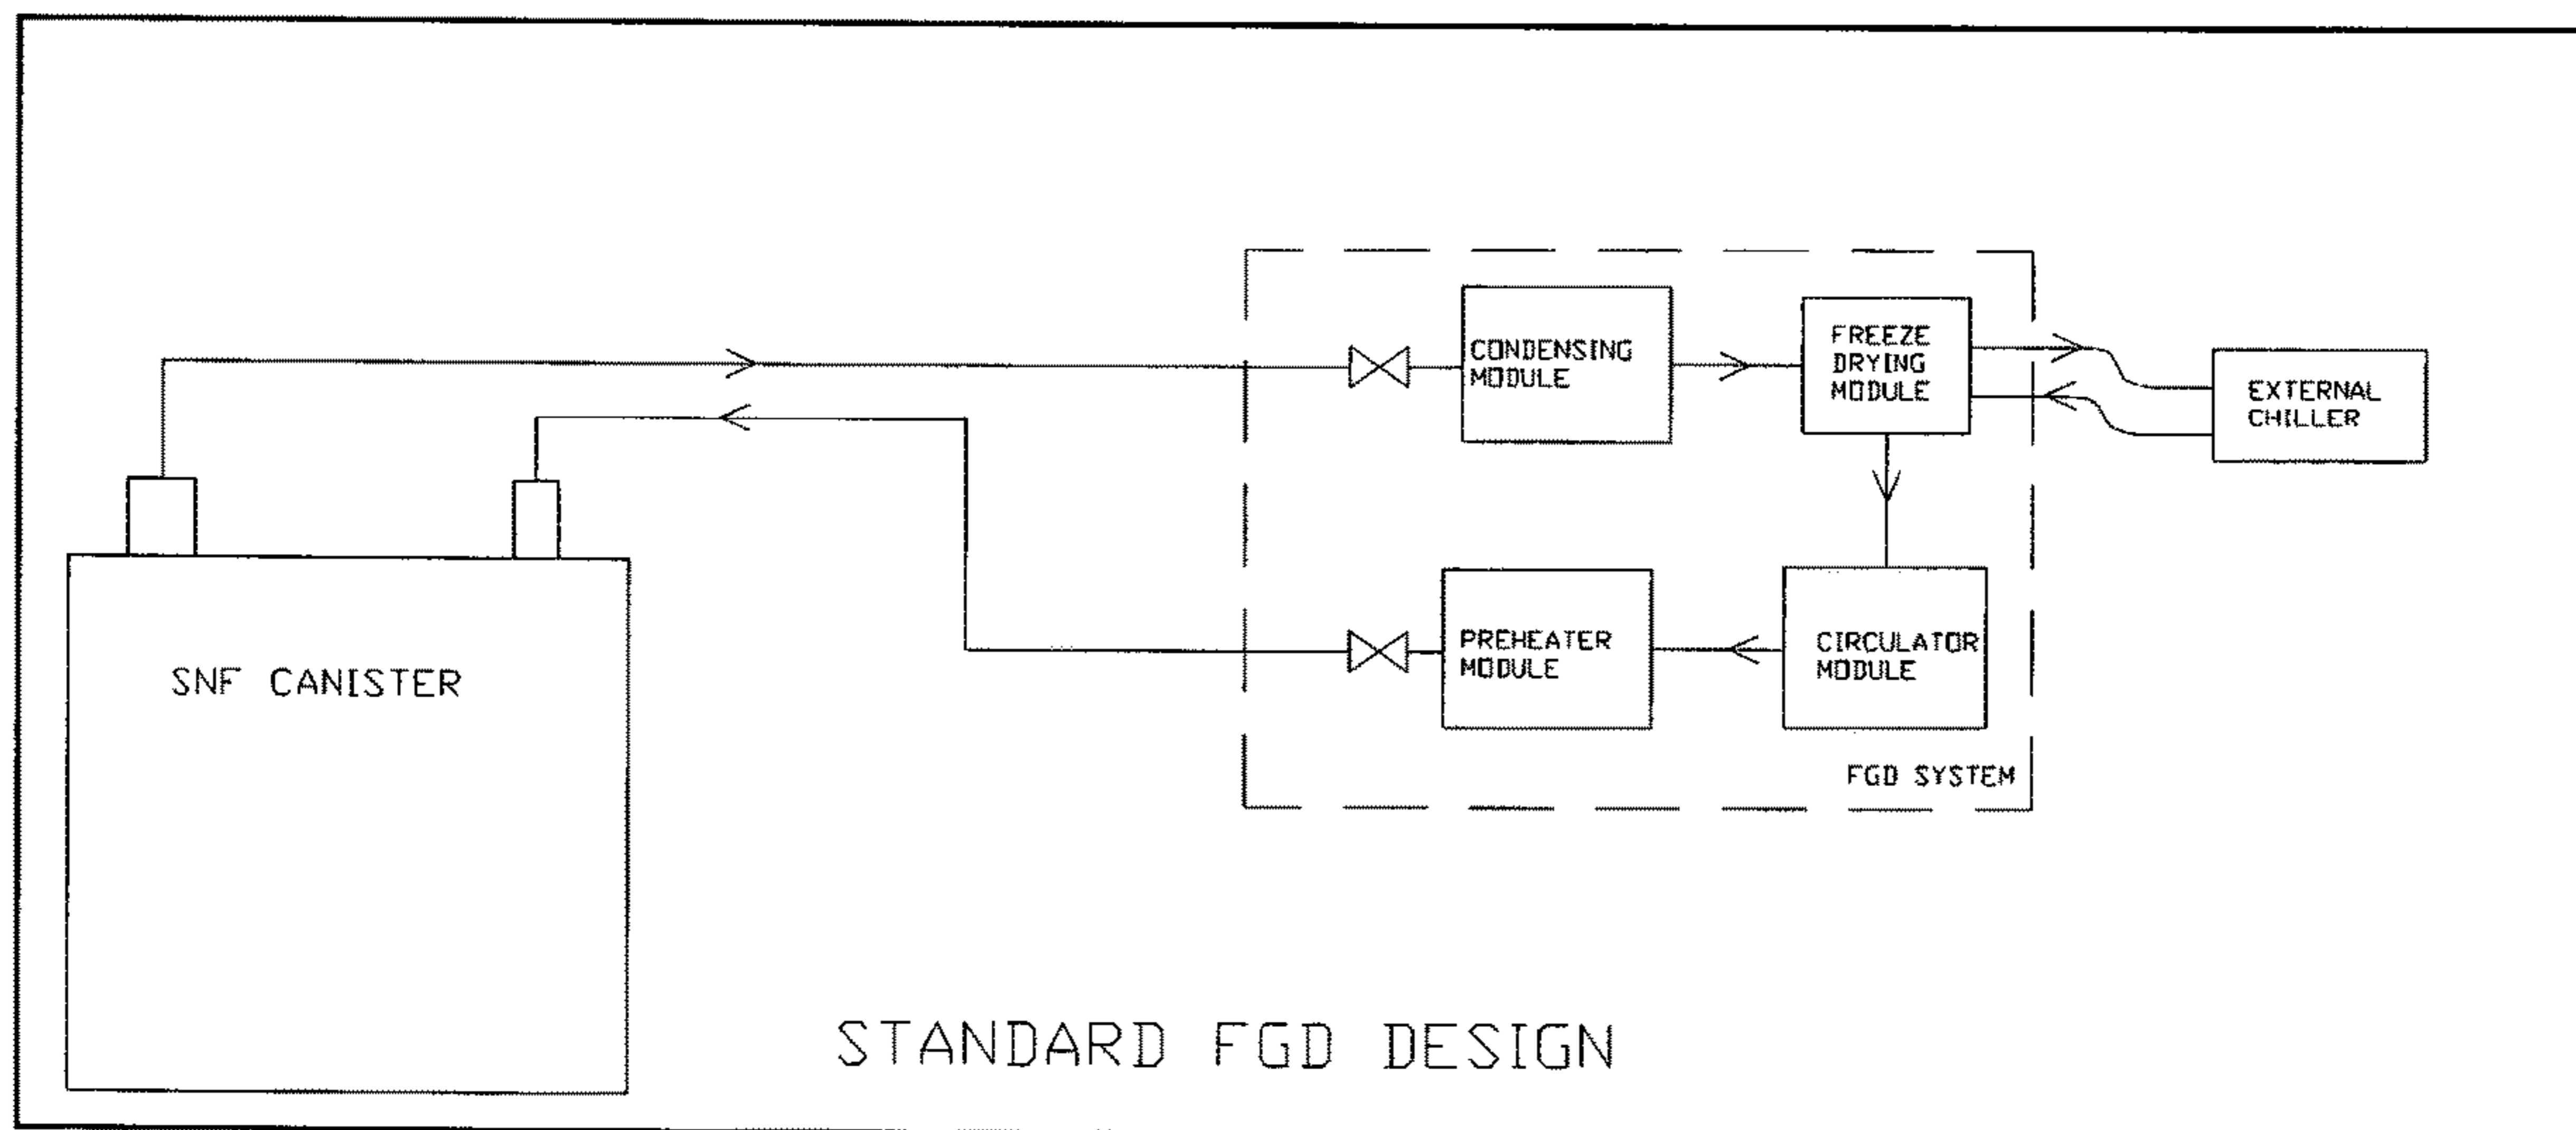 CONDENSING
MODULE
FREEZE
DRYING
MODULE
EXTERNAL
CHILLER
SNF CANISTER
PREHEATER
MODULE
CIRCULATOR
MODULE
FGD SYSTEM
STANDARD FGD DESIGN